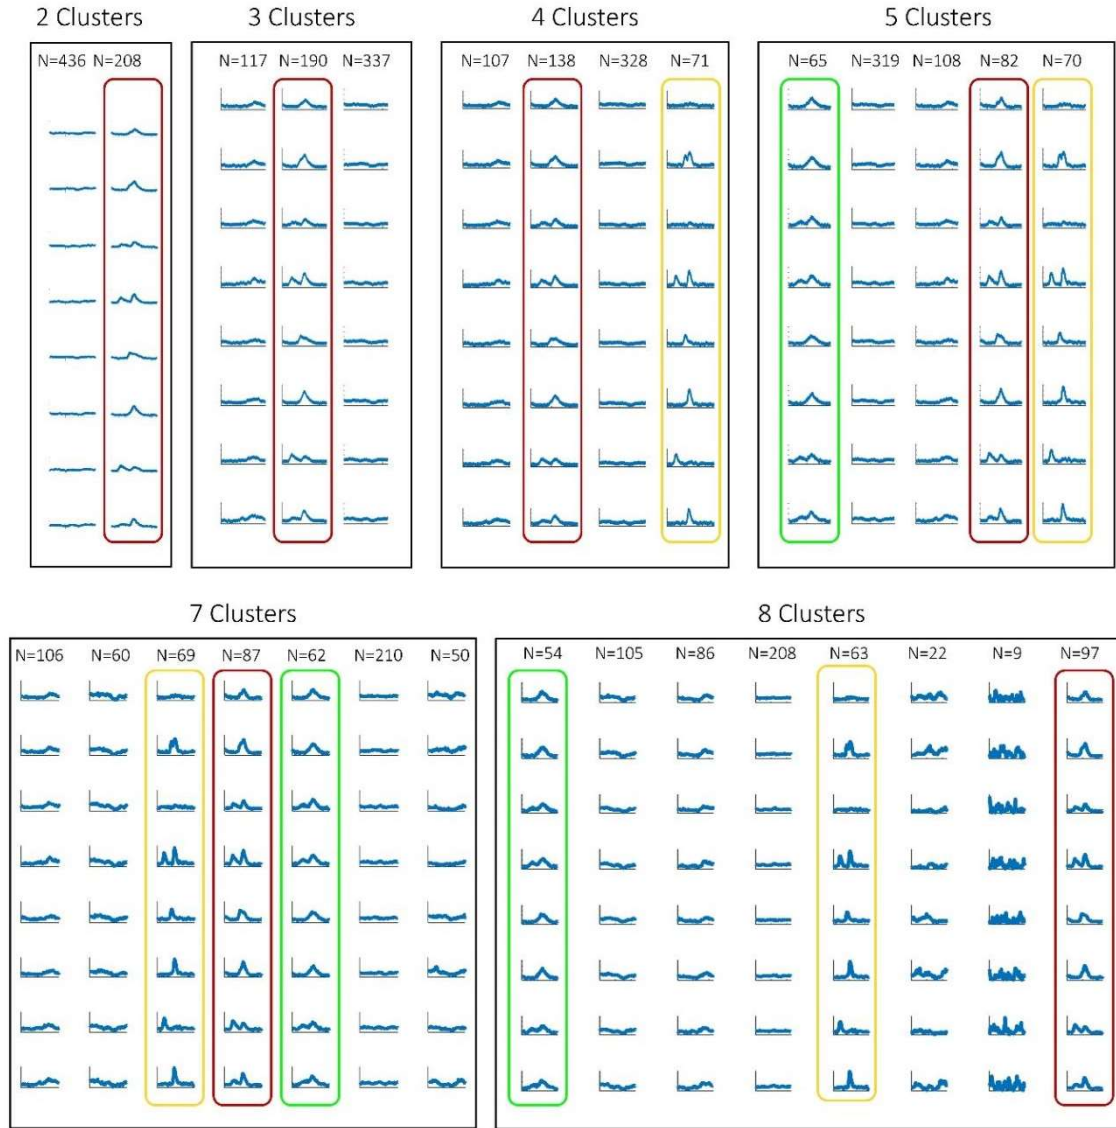 2 Clusters
3 Clusters
4 Clusters
5 Clusters
N=436 N=208
N=117 N=190 N=337
N=107 N=138 N=328 N=71
N=65 N=319 N=108 N=82 N=70
7 Clusters
8 Clusters
N=106 N=60 N=69 N=87 N=62 N=210 N=50
N=54 N=105 N=86 N=208 N=63 N=22 N=9 N=97